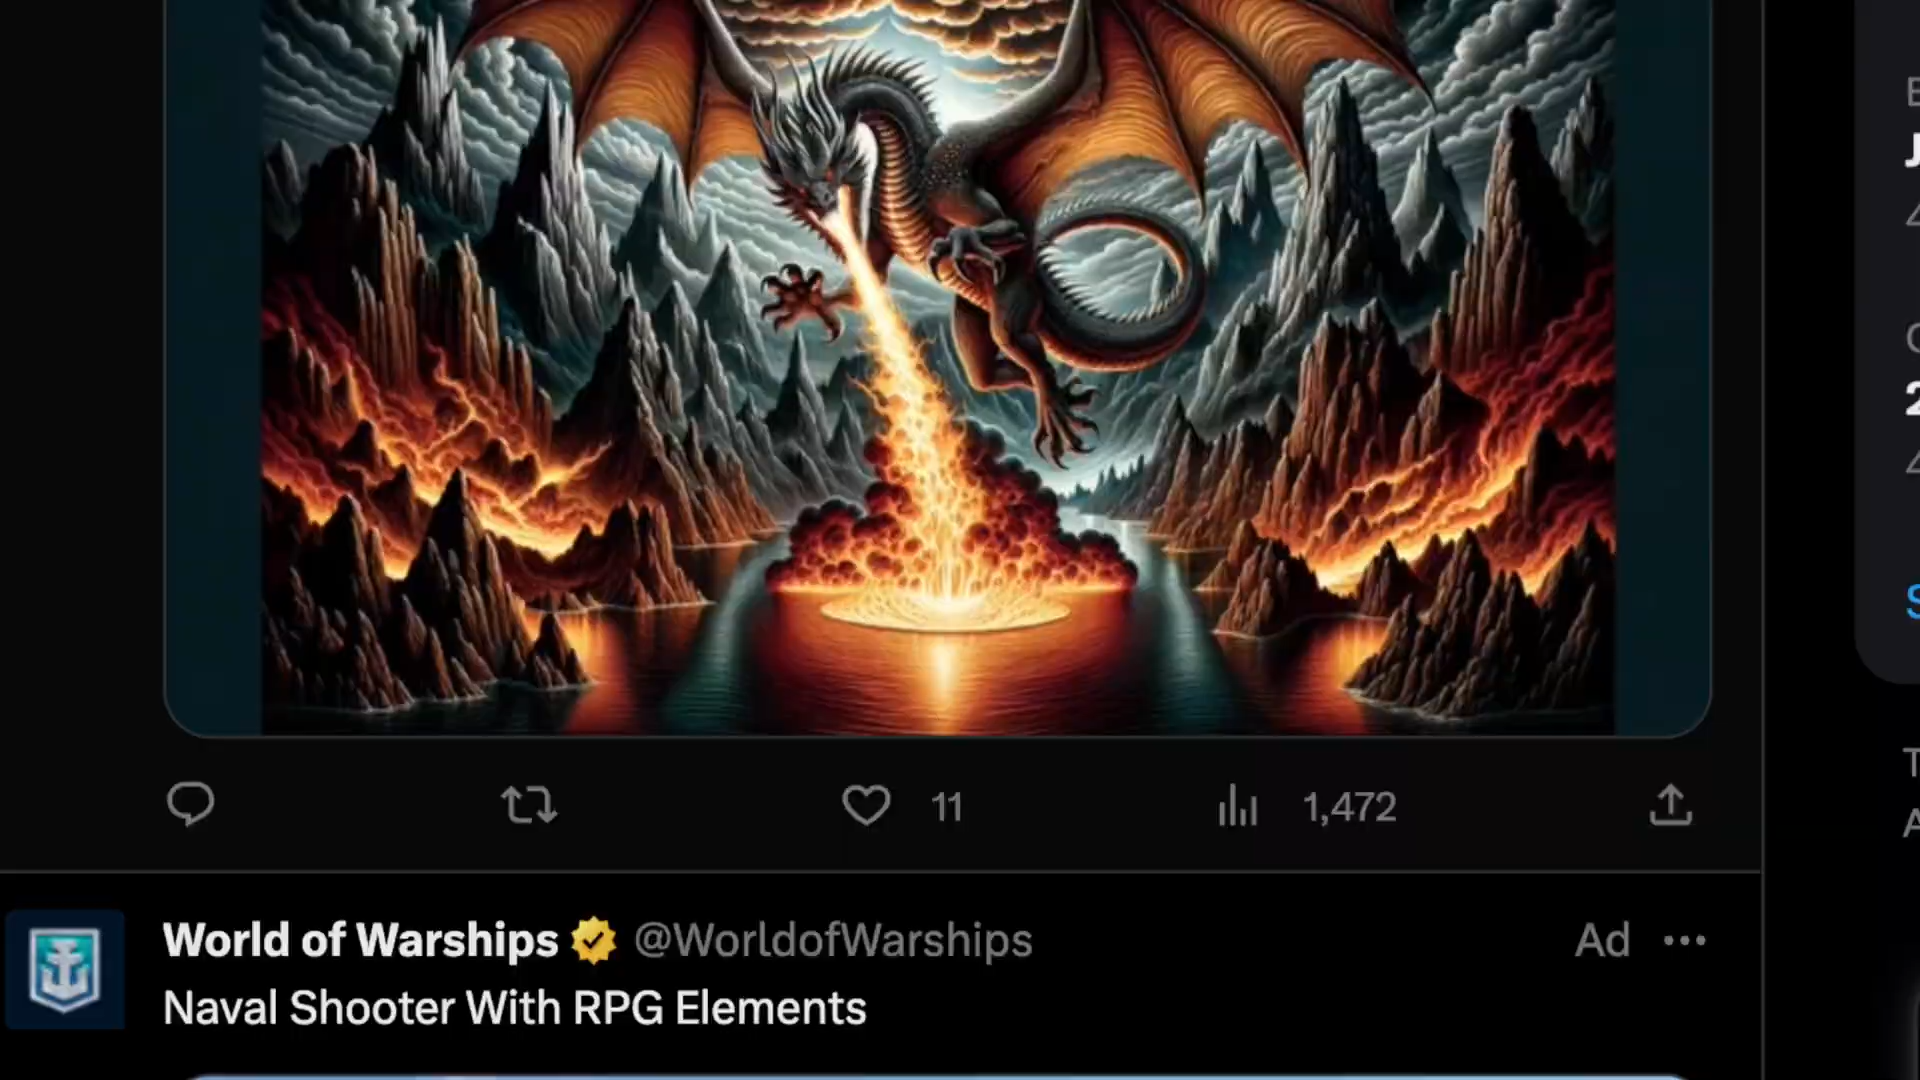 11
1,472
World of Warships @WorldofWarships
Ad
Naval Shooter With RPG Elements